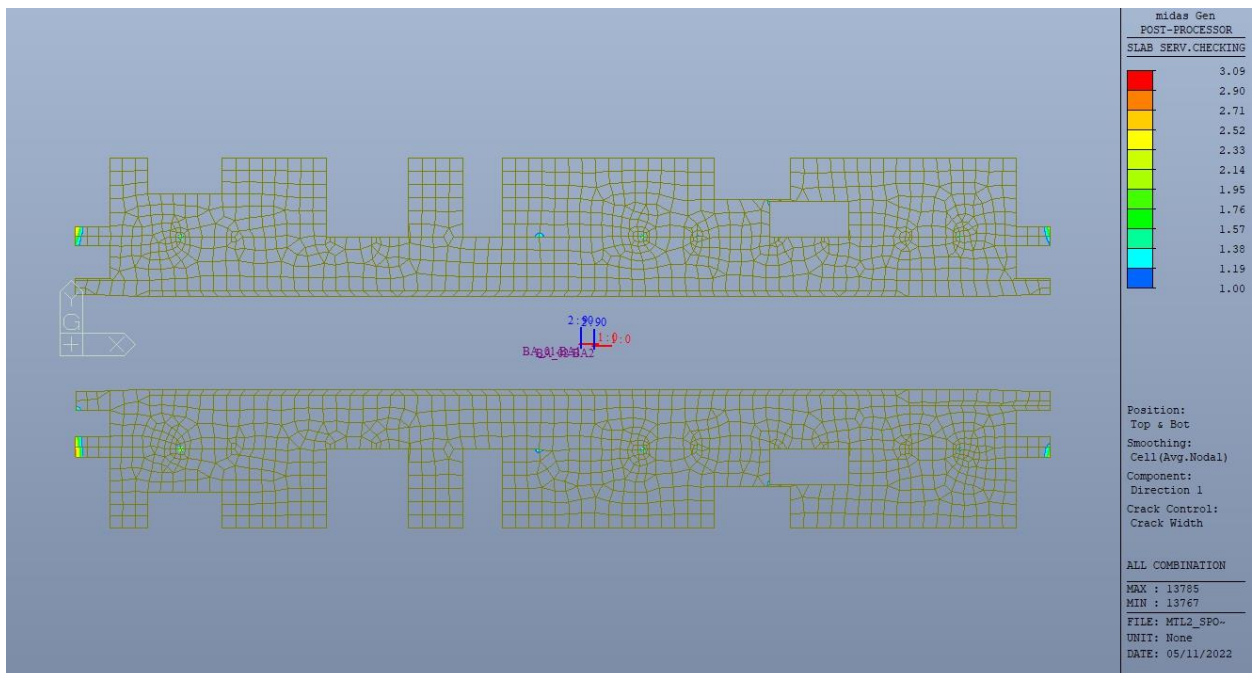 midas Gen
POST-PROCESSOR
SLAB SERV.CHECKING
3.09
2.90
2.71
2.52
2.33
2.14
1.95
1.76
1.57
1.38
1.19
1.00
Y
G
+ X
Position:
Top & Bot
Smoothing:
Cell(Avg.Nodal)
Component:
Direction 1
Crack Control:
Crack Width
ALL COMBINATION
MAX : 13785
MIN : 13767
FILE: MTL2_SPO~
UNIT: None
DATE: 05/11/2022